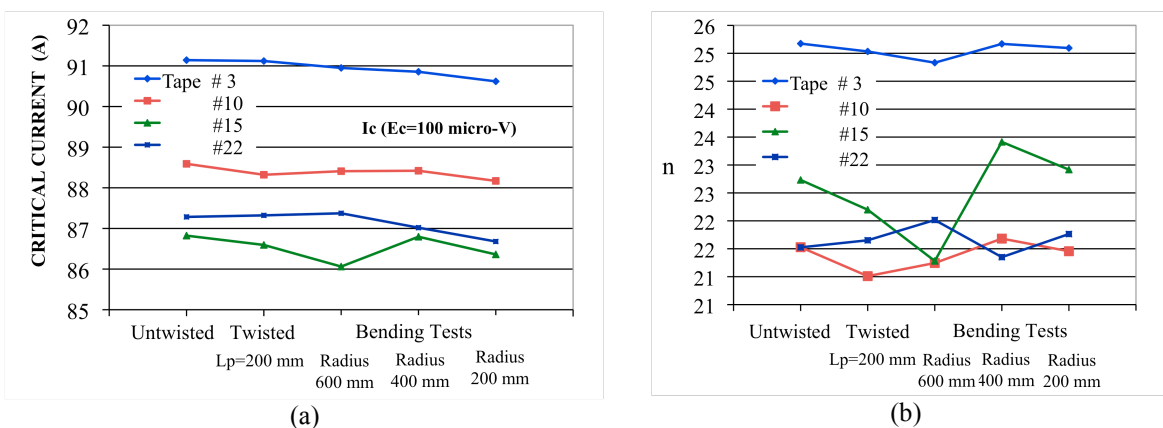 92
91
90
89
88
87
86
85
CRITICAL CURRENT (A)
Tape # 3
#10
#15
#22
Ic (Ec=100 micro-V)
Untwisted
Twisted
Bending Tests
Lp=200 mm
Radius
600 mm
Radius
400 mm
Radius
200 mm
(a)
26
25
25
24
24
23
23
22
22
21
21
n
Tape # 3
#10
#15
#22
Untwisted
Twisted
Bending Tests
Lp=200 mm
Radius
600 mm
Radius
400 mm
Radius
200 mm
(b)